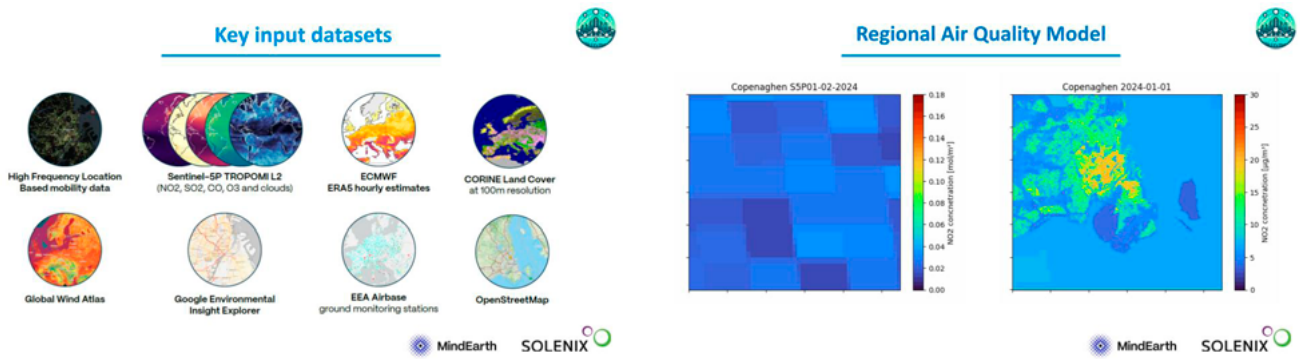 Key input datasets
High Frequency Location
Based mobility data
Sentinel-5P TROPOMI L2
(NO2, SO2, CO, O3 and clouds)
ECMWF
ERA5 hourly estimates
CORINE Land Cover
at 100m resolution
Global Wind Atlas
Google Environmental
Insight Explorer
EEA Airbase
ground monitoring stations
OpenStreetMap
MindEarth
SOLENIX
Regional Air Quality Model
Copenaghen S5P01-02-2024
0.18
0.16
0.14
0.12
0.10
0.08
0.06
0.04
0.02
0.00
NO2 concnetration [mol/m²]
Copenaghen 2024-01-01
30
25
20
15
10
5
0
NO2 concnetration [µg/m³]
MindEarth
SOLENIX